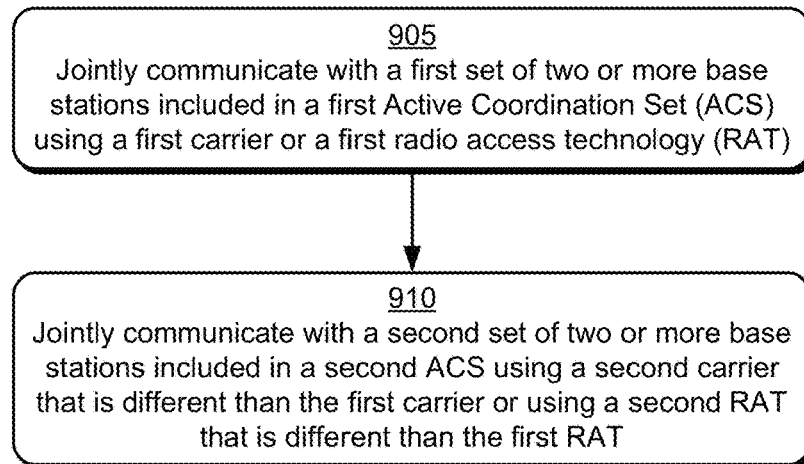 905
Jointly communicate with a first set of two or more base
stations included in a first Active Coordination Set (ACS)
using a first carrier or a first radio access technology (RAT)
910
Jointly communicate with a second set of two or more base
stations included in a second ACS using a second carrier
that is different than the first carrier or using a second RAT
that is different than the first RAT